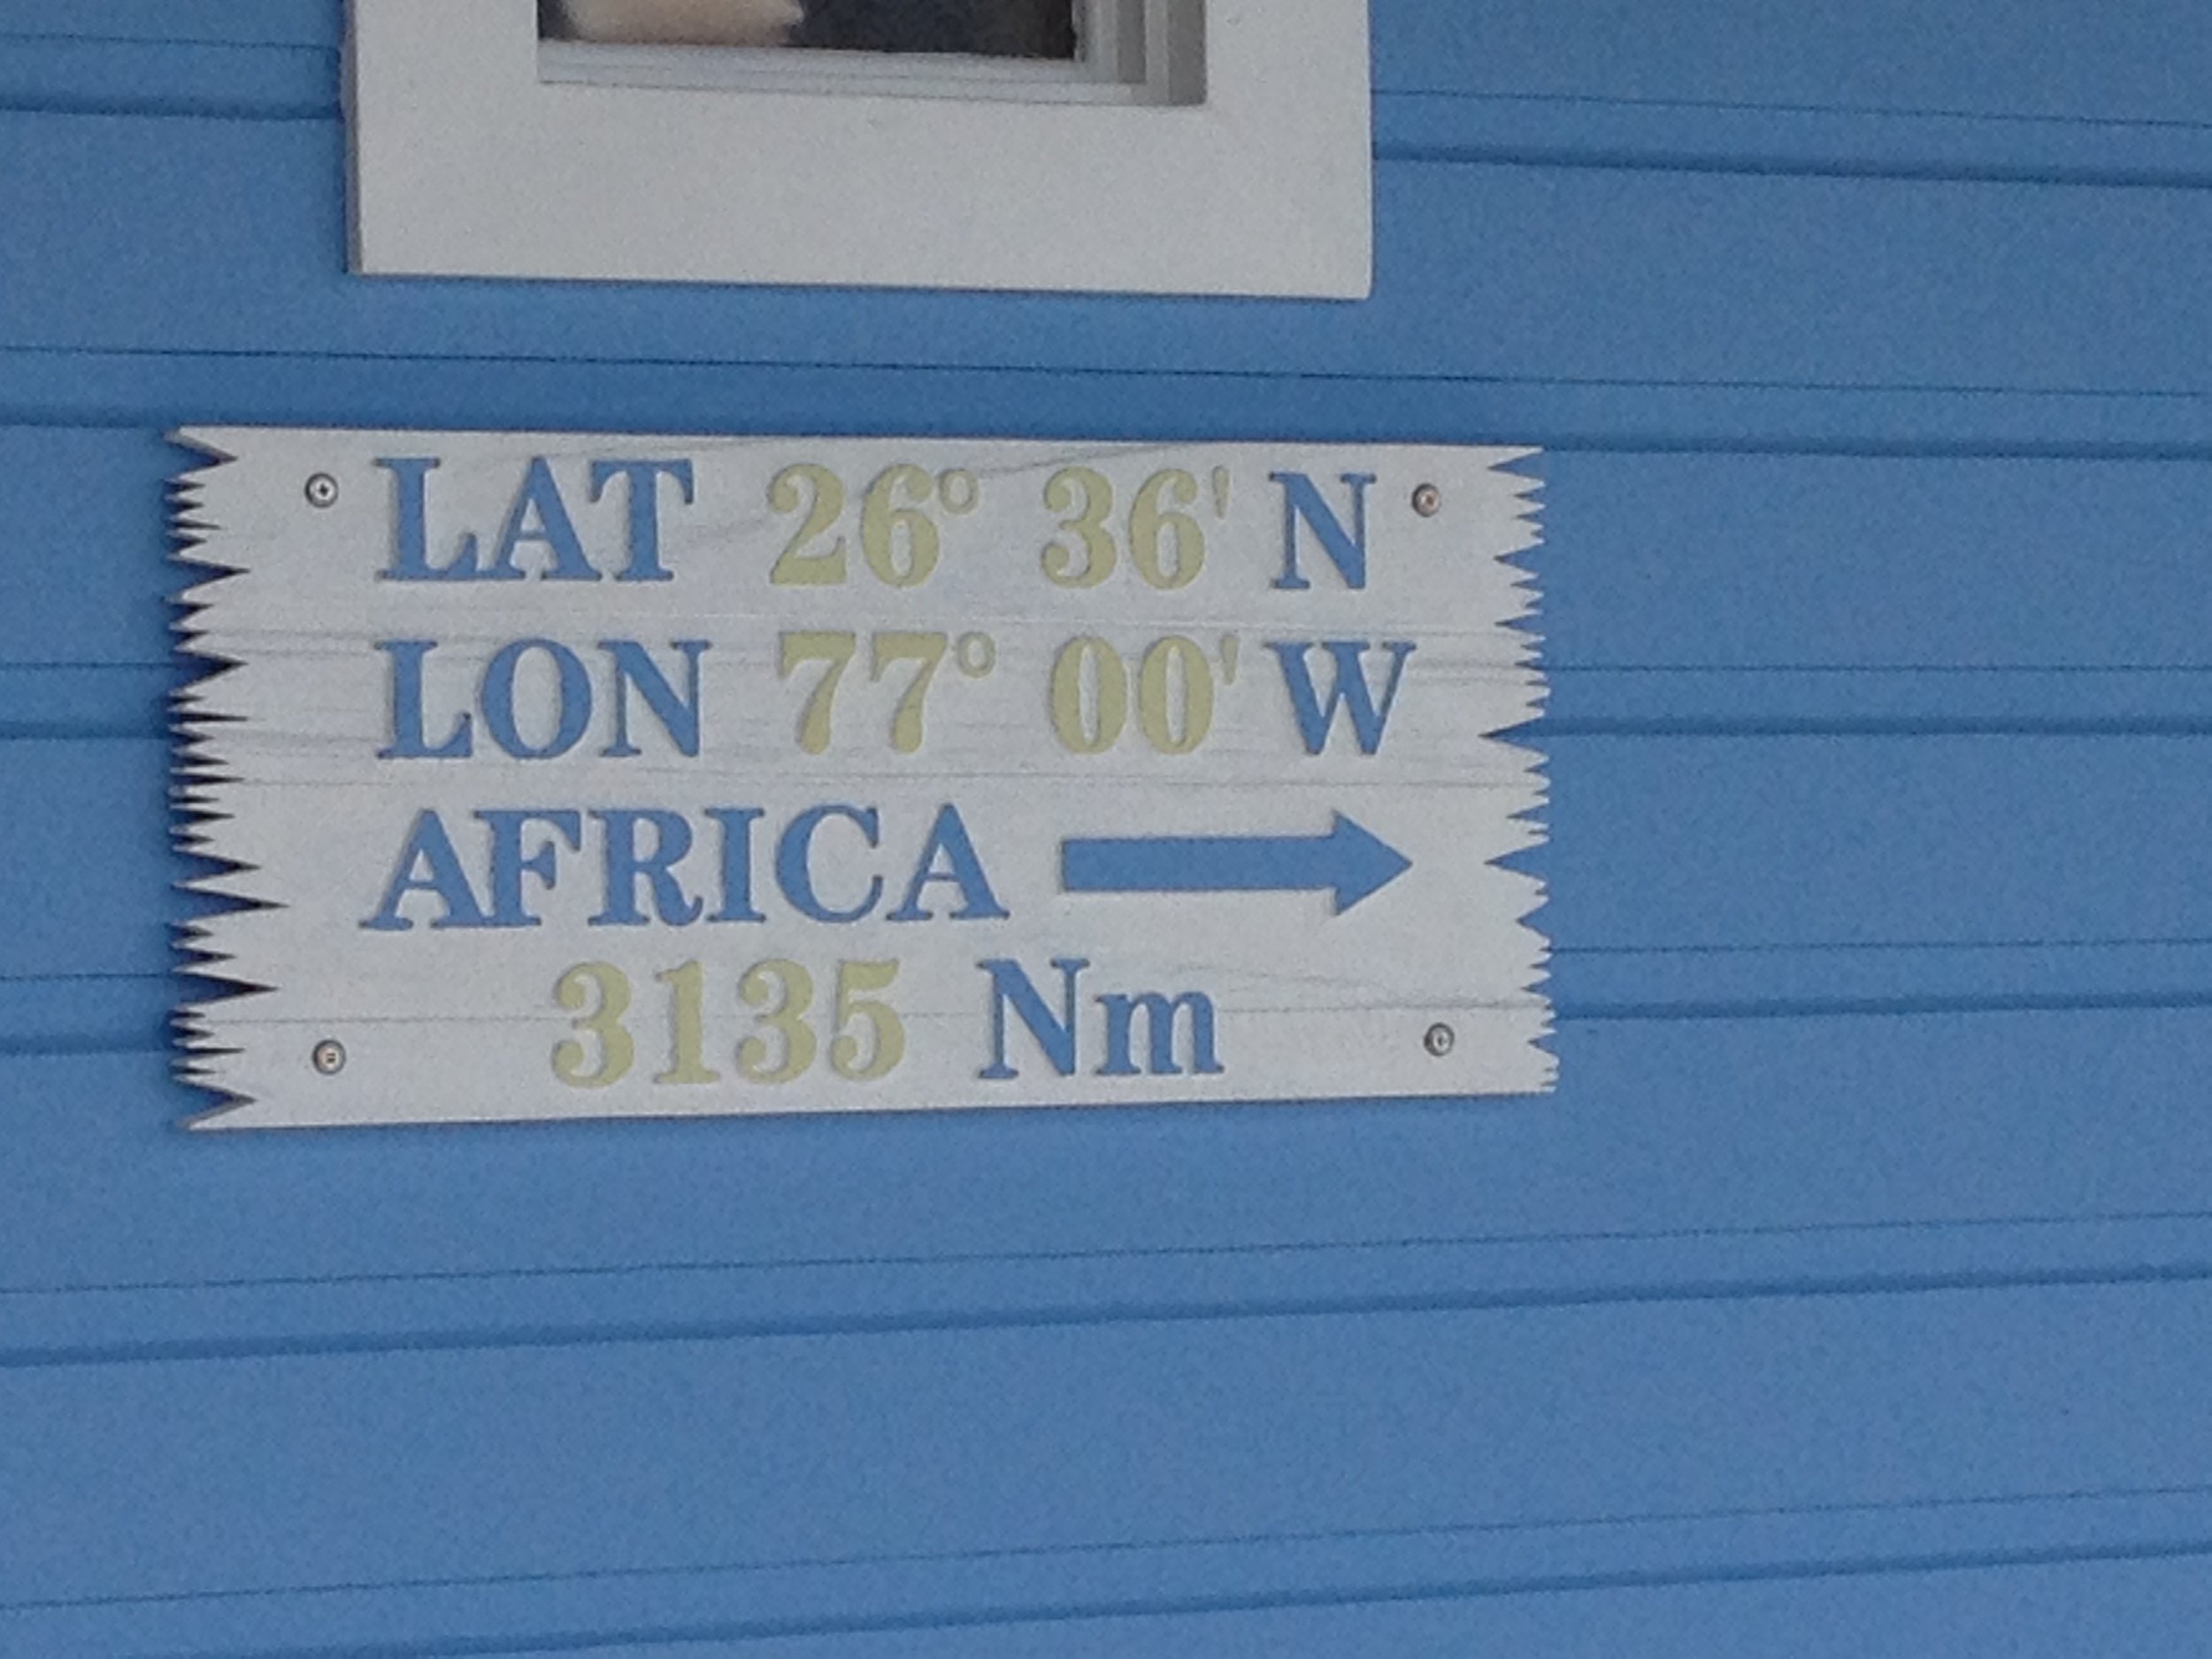 LAT 26° 36' N
LON 77° 00' W
AFRICA →
3135 Nm